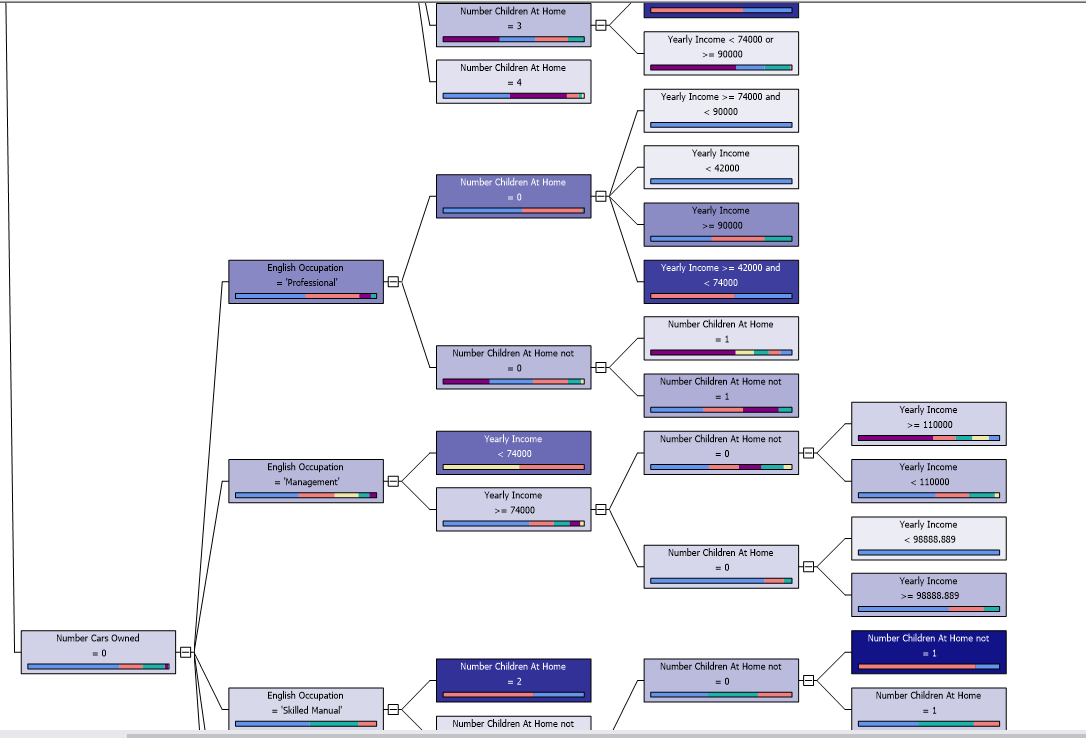 Number Children At Home
= 3
Yearly Income < 74000 or
>= 90000
Number Children At Home
= 4
Yearly Income >= 74000 and
< 90000
Yearly Income
< 42000
Number Children At Home
= 0
Yearly Income
>= 90000
English Occupation
= 'Professional'
Yearly Income >= 42000 and
< 74000
Number Children At Home
= 1
Number Children At Home not
= 0
Number Children At Home not
= 1
Yearly Income
>= 110000
Yearly Income
< 74000
Number Children At Home not
= 0
English Occupation
= 'Management'
Yearly Income
< 110000
Yearly Income
>= 74000
Yearly Income
< 98888.889
Number Children At Home
= 0
Yearly Income
>= 98888.889
Number Cars Owned
= 0
Number Children At Home not
= 1
Number Children At Home
= 2
Number Children At Home not
= 0
English Occupation
= 'Skilled Manual'
Number Children At Home
= 1
Number Children At Home not